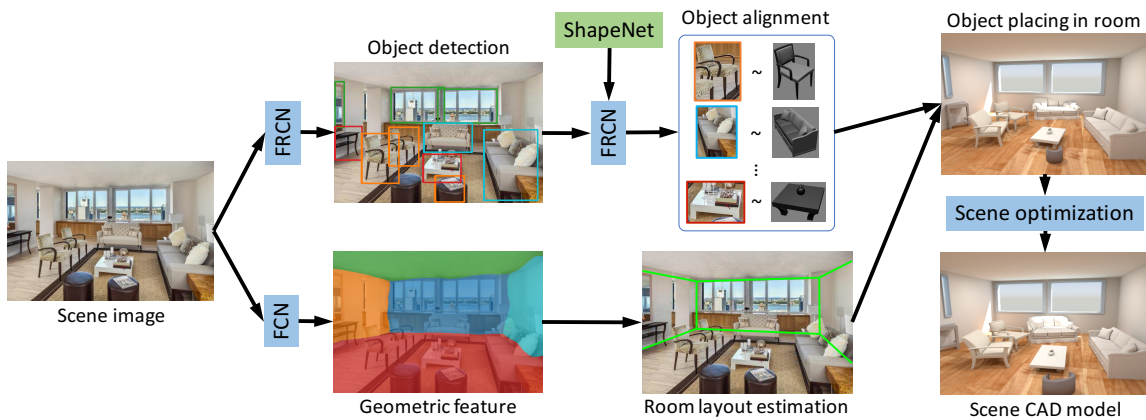 ShapeNet
Object alignment
Object placing in room
Object detection
FRCN
FRCN
~
~
⋮
~
Scene optimization
Scene image
FCN
Geometric feature
Room layout estimation
Scene CAD model